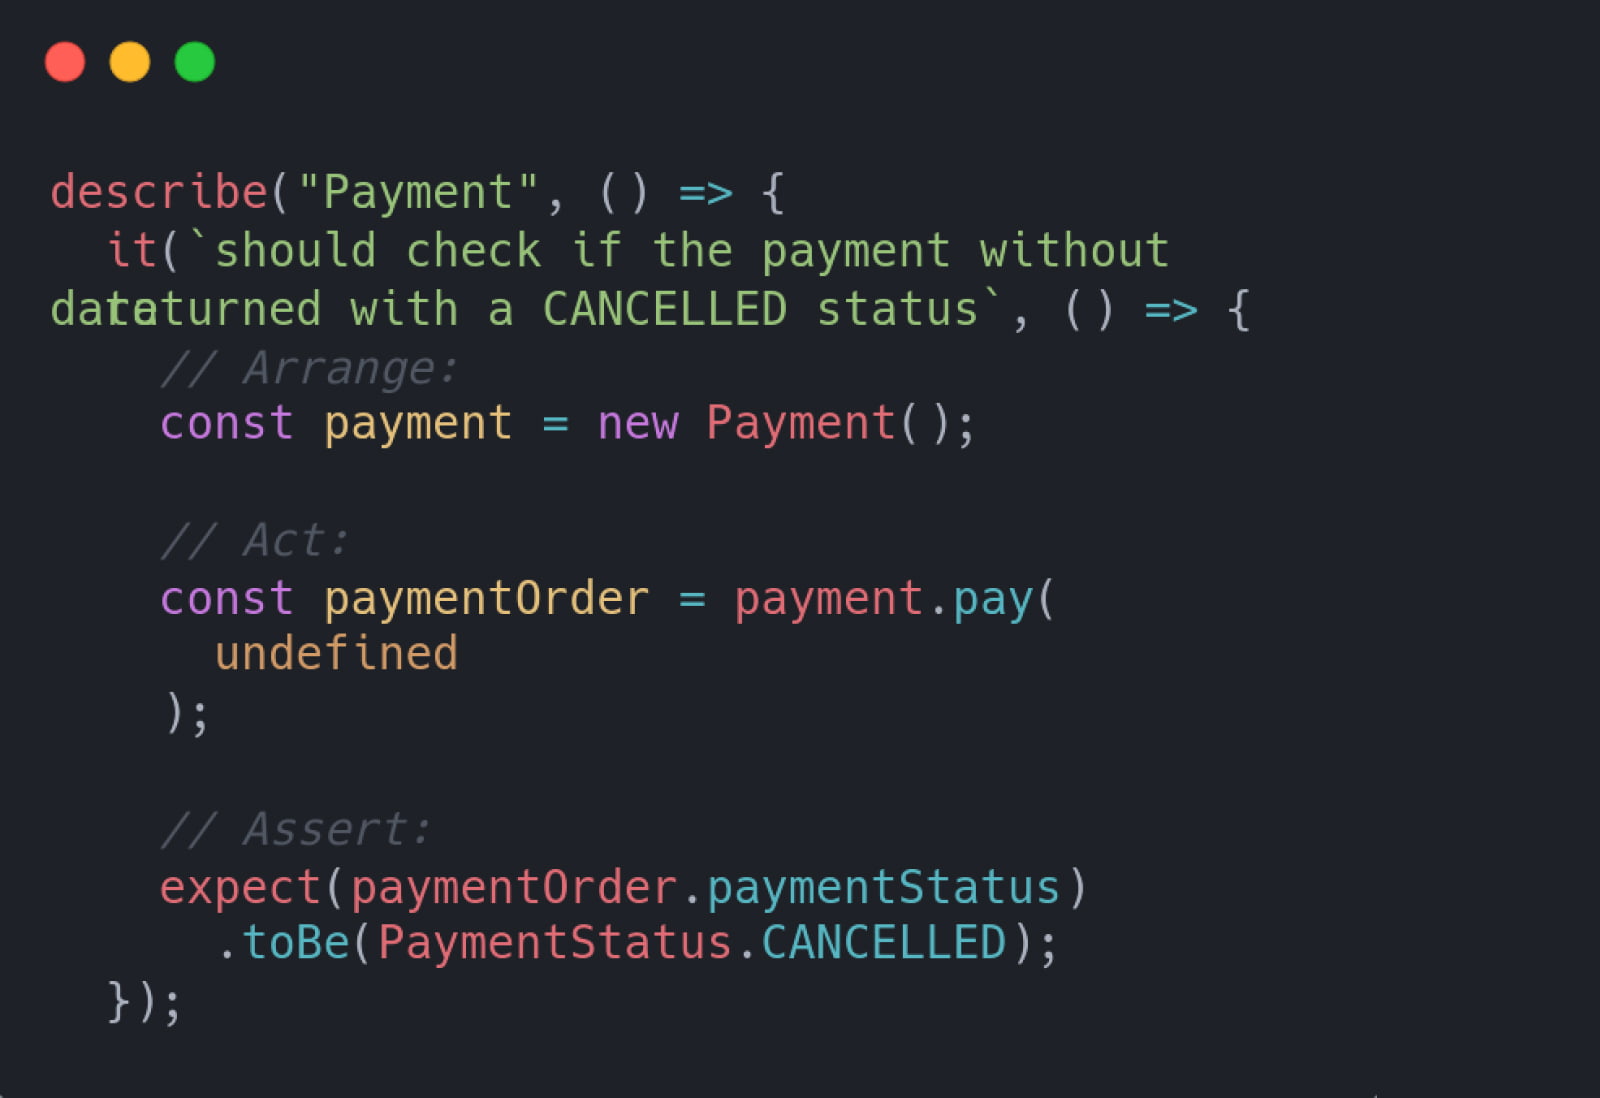 describe("Payment", () => {
it(`should check if the payment without
returned with a CANCELLED status`, () => {
// Arrange:
const payment = new Payment();
// Act:
const paymentOrder = payment.pay(
undefined
);
// Assert:
expect(paymentOrder.paymentStatus)
.toBe(PaymentStatus.CANCELLED);
});